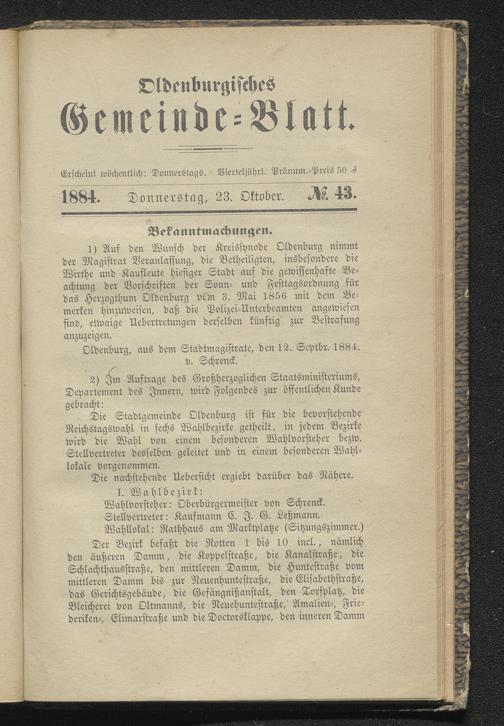 Oldenburgisches
Gemeinde-Blatt.
Erscheint wöchentlich: Donnerstags. Vierteljährl. Pränum.-Preis 50 ₰
1884. Donnerstag, 23. Oktober. №. 43.
Bekanntmachungen.
1) Auf den Wunsch der Kreissynode Oldenburg nimmt
der Magistrat Veranlassung, die Betheiligten, insbesondere die
Wirthe und Kaufleute hiesiger Stadt auf die gewissenhafte Be-
achtung der Vorschriften der Sonn- und Festtagsordnung für
das Herzogthum Oldenburg vom 3. Mai 1856 mit dem Be-
merken hinzuweisen, daß die Polizei-Unterbeamten angewiesen
sind, etwaige Uebertretungen derselben künftig zur Bestrafung
anzuzeigen.
Oldenburg, aus dem Stadtmagistrate, den 12. Septbr. 1884.
v. Schrenck.
2) Im Auftrage des Großherzoglichen Staatsministeriums,
Departement des Innern, wird Folgendes zur öffentlichen Kunde
gebracht:
Die Stadtgemeinde Oldenburg ist für die bevorstehende
Reichstagswahl in sechs Wahlbezirke getheilt, in jedem Bezirke
wird die Wahl von einem besonderen Wahlvorsteher bezw.
Stellvertreter desselben geleitet und in einem besonderen Wahl-
lokale vorgenommen.
Die nachstehende Uebersicht ergiebt darüber das Nähere.
I. Wahlbezirk:
Wahlvorsteher: Oberbürgermeister von Schrenck.
Stellvertreter: Kaufmann C. J. G. Leßmann.
Wahllokal: Rathhaus am Marktplatze (Sitzungszimmer.)
Der Bezirk befaßt die Rotten 1 bis 10 incl., nämlich
den äußeren Damm, die Koppelstraße, die Kanalstraße, die
Schlachthausstraße, den mittleren Damm, die Huntestraße vom
mittleren Damm bis zur Neuenhuntestraße, die Elisabethstraße,
das Gerichtsgebäude, die Gefängnißanstalt, den Torfplatz, die
Bleicherei von Oltmanns, die Neuehuntestraße, Amalien-, Frie-
deriken-, Elimarstraße und die Doctorsklappe, den inneren Damm